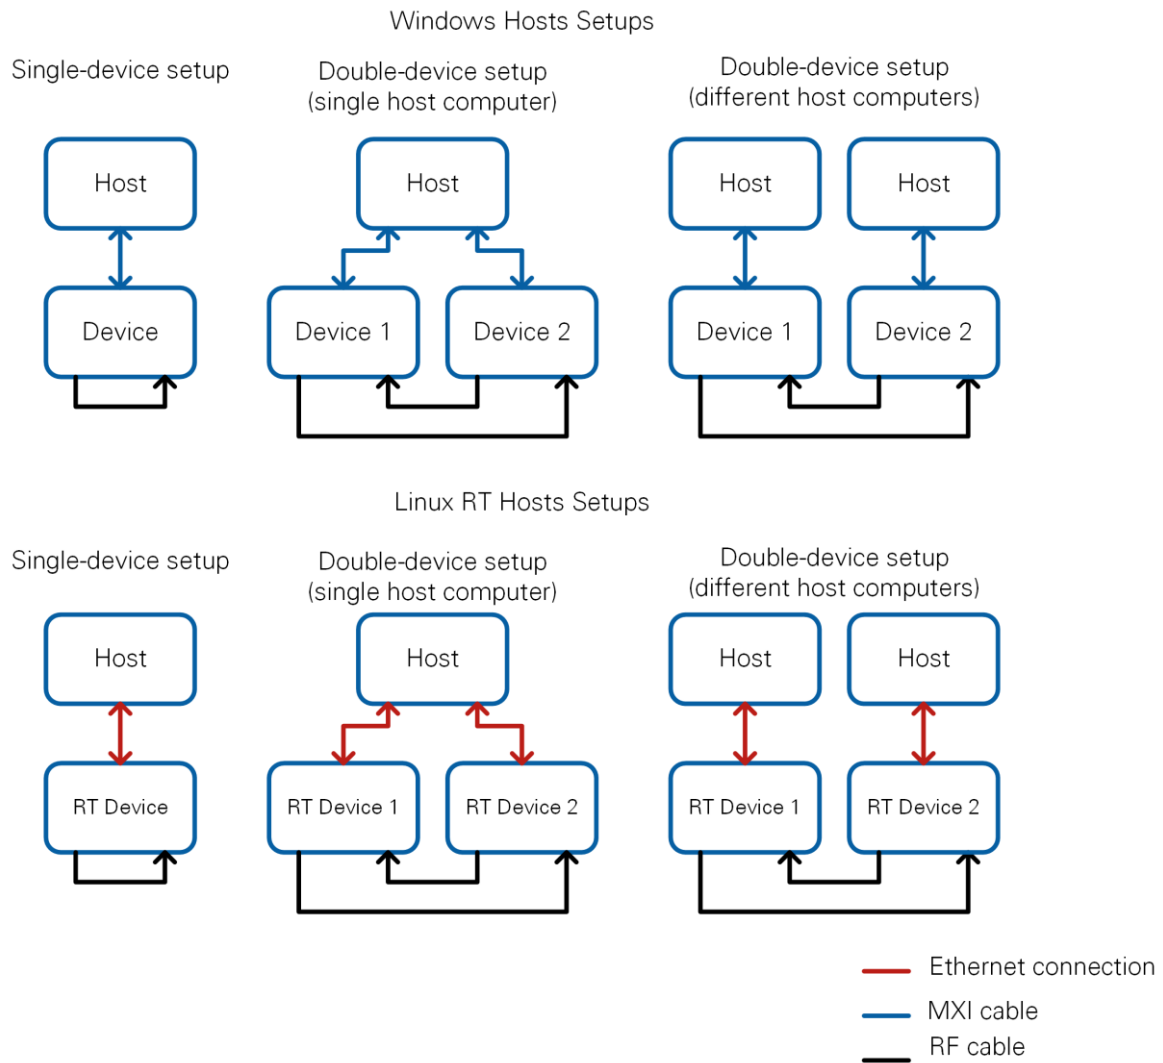 Windows Hosts Setups
Single-device setup
Double-device setup
(single host computer)
Double-device setup
(different host computers)
Host
Host
Host
Host
Device
Device 1
Device 2
Device 1
Device 2
Linux RT Hosts Setups
Single-device setup
Double-device setup
(single host computer)
Double-device setup
(different host computers)
Host
Host
Host
Host
RT Device
RT Device 1
RT Device 2
RT Device 1
RT Device 2
Ethernet connection
MXI cable
RF cable